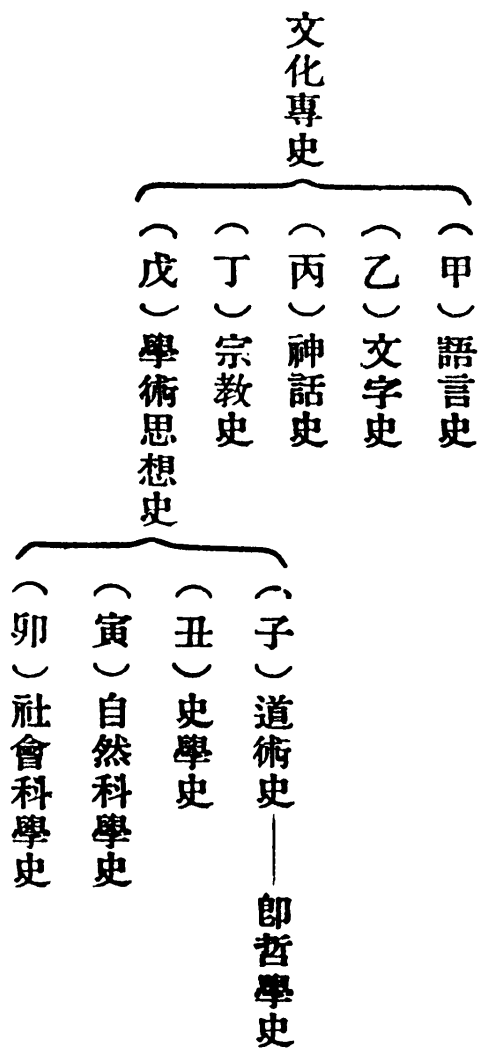 文化專史
（甲）語言史
（乙）文字史
（丙）神話史
（丁）宗敎史
（戊）學術思想史
（子）道術史——卽哲學史
（丑）史學史
（寅）自然科學史
（卯）社會科學史